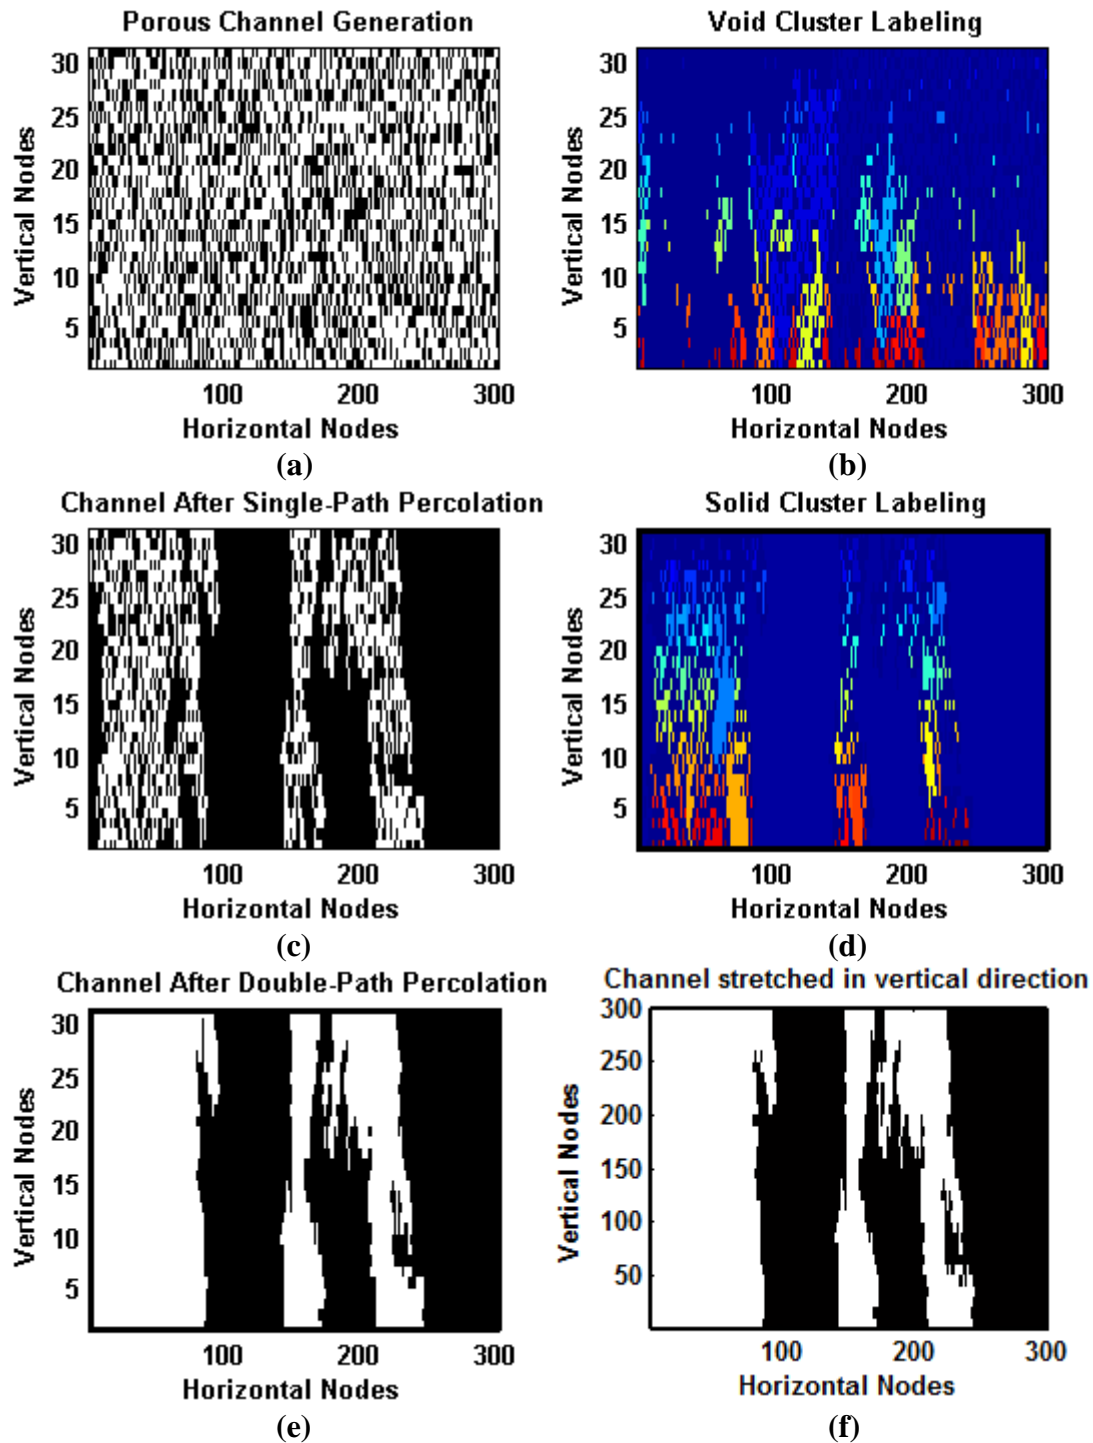 Porous Channel Generation
Vertical Nodes
30
25
20
15
10
5
100 200 300
Horizontal Nodes
(a)
Void Cluster Labeling
Vertical Nodes
30
25
20
15
10
5
100 200 300
Horizontal Nodes
(b)
Channel After Single-Path Percolation
Vertical Nodes
30
25
20
15
10
5
100 200 300
Horizontal Nodes
(c)
Solid Cluster Labeling
Vertical Nodes
30
25
20
15
10
5
100 200 300
Horizontal Nodes
(d)
Channel After Double-Path Percolation
Vertical Nodes
30
25
20
15
10
5
100 200 300
Horizontal Nodes
(e)
Channel stretched in vertical direction
Vertical Nodes
300
250
200
150
100
50
100 200 300
Horizontal Nodes
(f)